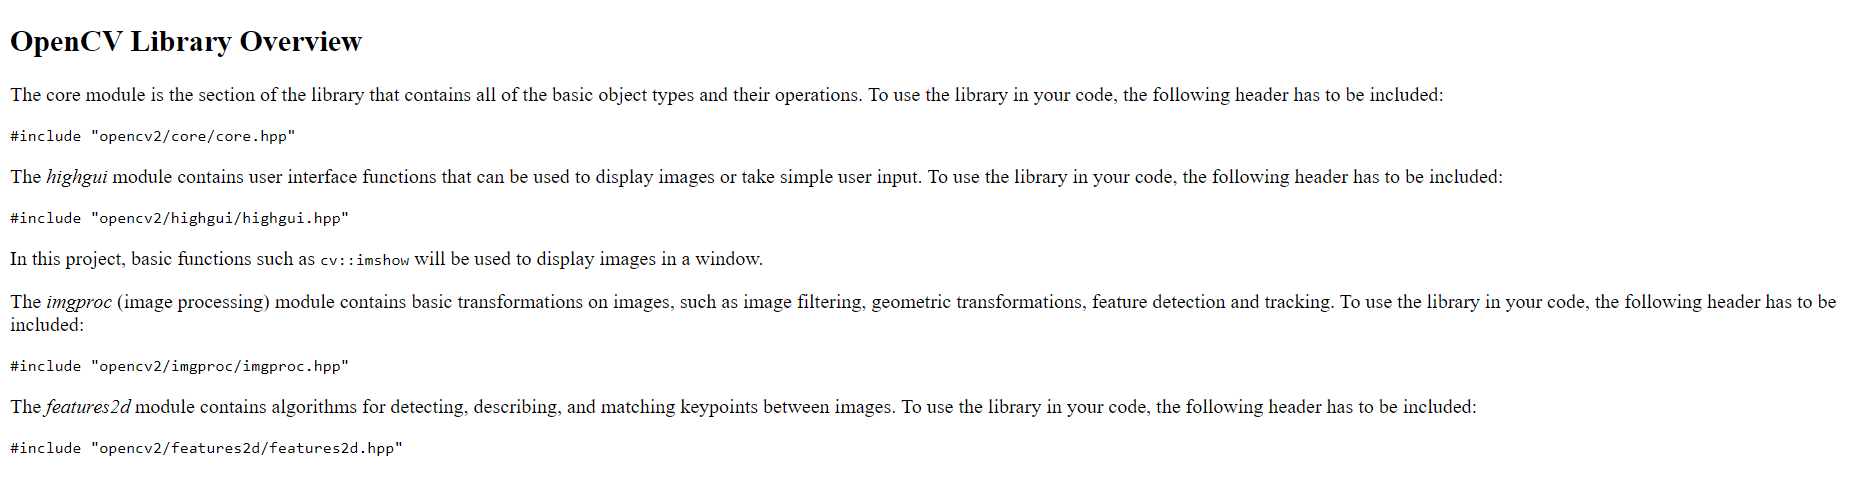 OpenCV Library Overview
The core module is the section of the library that contains all of the basic object types and their operations. To use the library in your code, the following header has to be included:
#include "opencv2/core/core.hpp"
The highgui module contains user interface functions that can be used to display images or take simple user input. To use the library in your code, the following header has to be included:
#include "opencv2/highgui/highgui.hpp"
In this project, basic functions such as cv::imshow will be used to display images in a window.
The imgproc (image processing) module contains basic transformations on images, such as image filtering, geometric transformations, feature detection and tracking. To use the library in your code, the following header has to be
included:
#include "opencv2/imgproc/imgproc.hpp"
The features2d module contains algorithms for detecting, describing, and matching keypoints between images. To use the library in your code, the following header has to be included:
#include "opencv2/features2d/features2d.hpp"